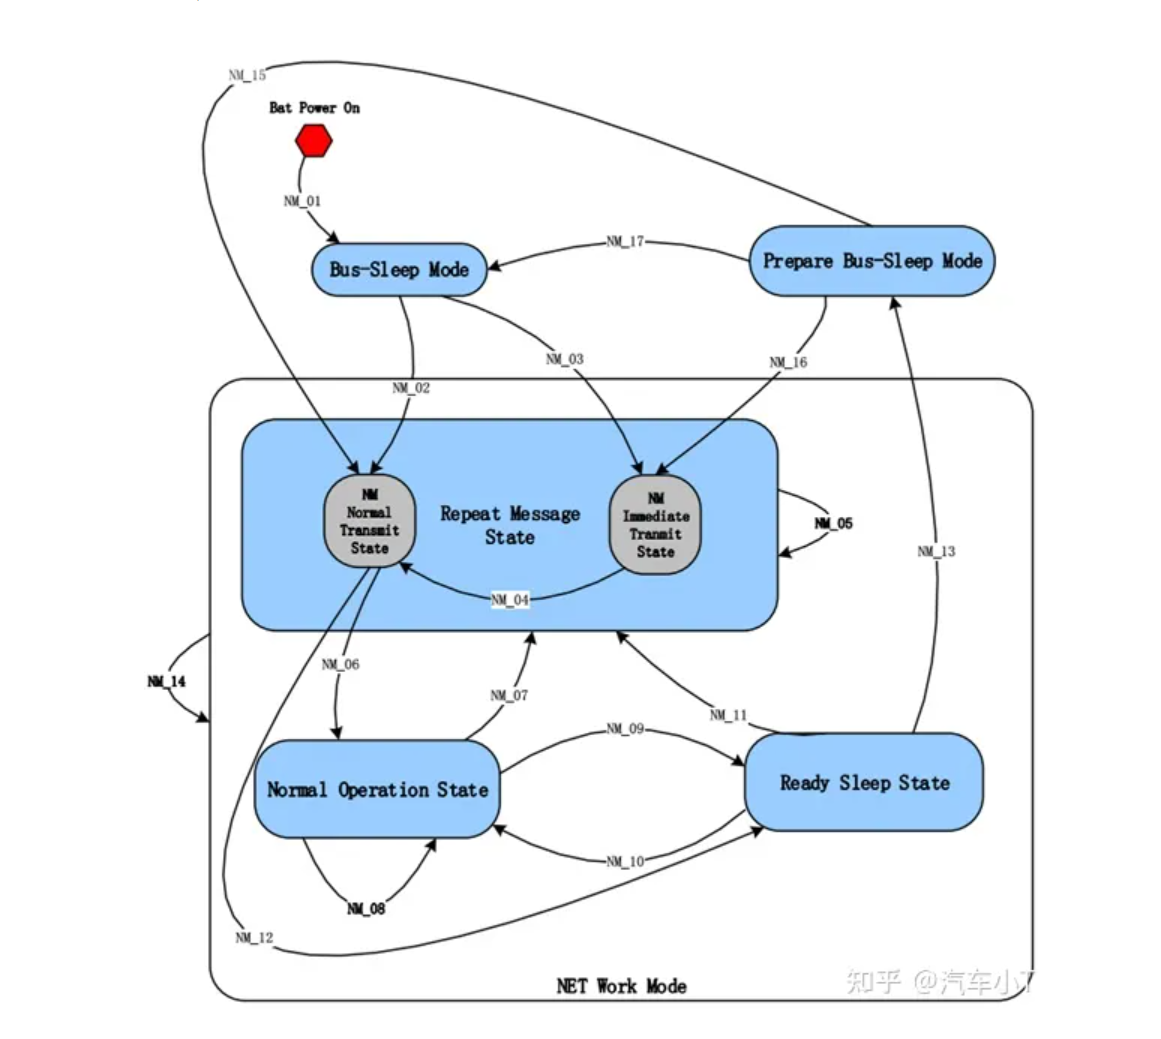 NM_15
Bat Power On
NM_01
NM_17
Bus-Sleep Mode
Prepare Bus-Sleep Mode
NM_03
NM_16
NM_02
NM
Normal
Transmit
State
Repeat Message
State
NM
Immediate
Tranmit
State
NM_05
NM_13
NM_04
NM_06
NM_14
NM_07
NM_11
NM_09
Normal Operation State
Ready Sleep State
NM_10
NM_08
NM_12
NET Work Mode
知乎 @汽车小T